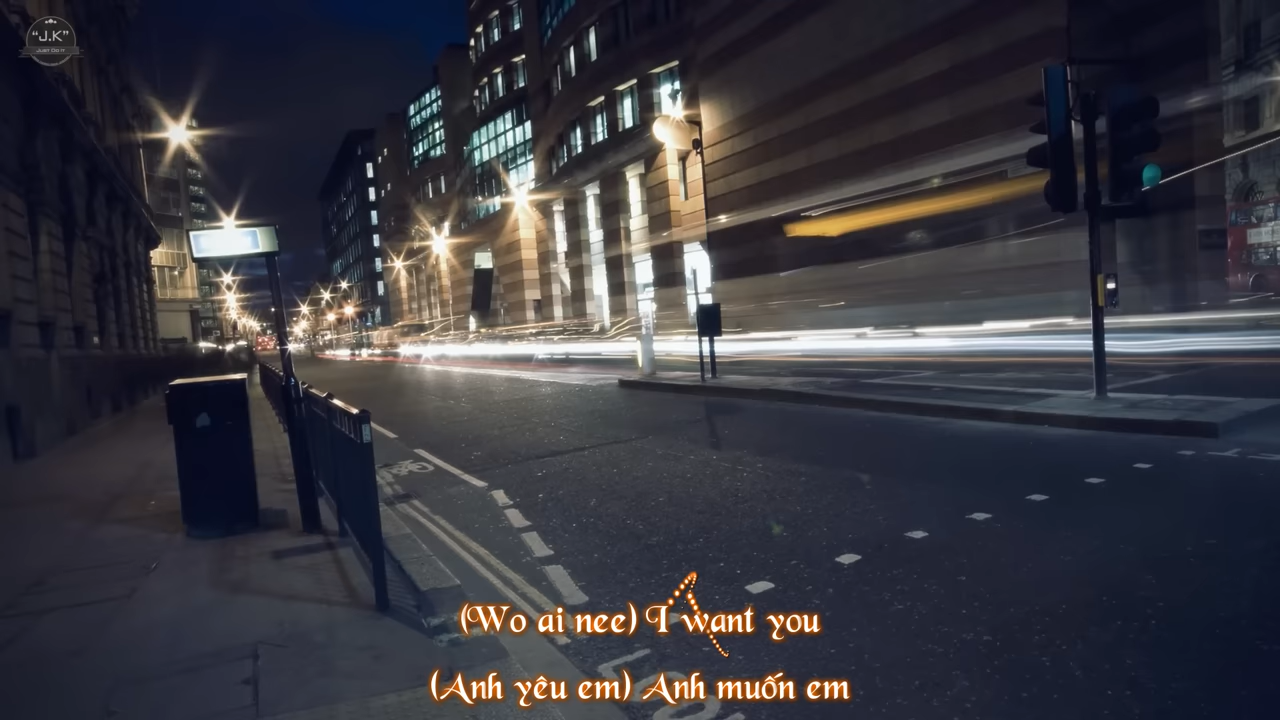 "J.K"
Just Do It
(Wo ai nee) I want you
(Anh yêu em) Anh muốn em